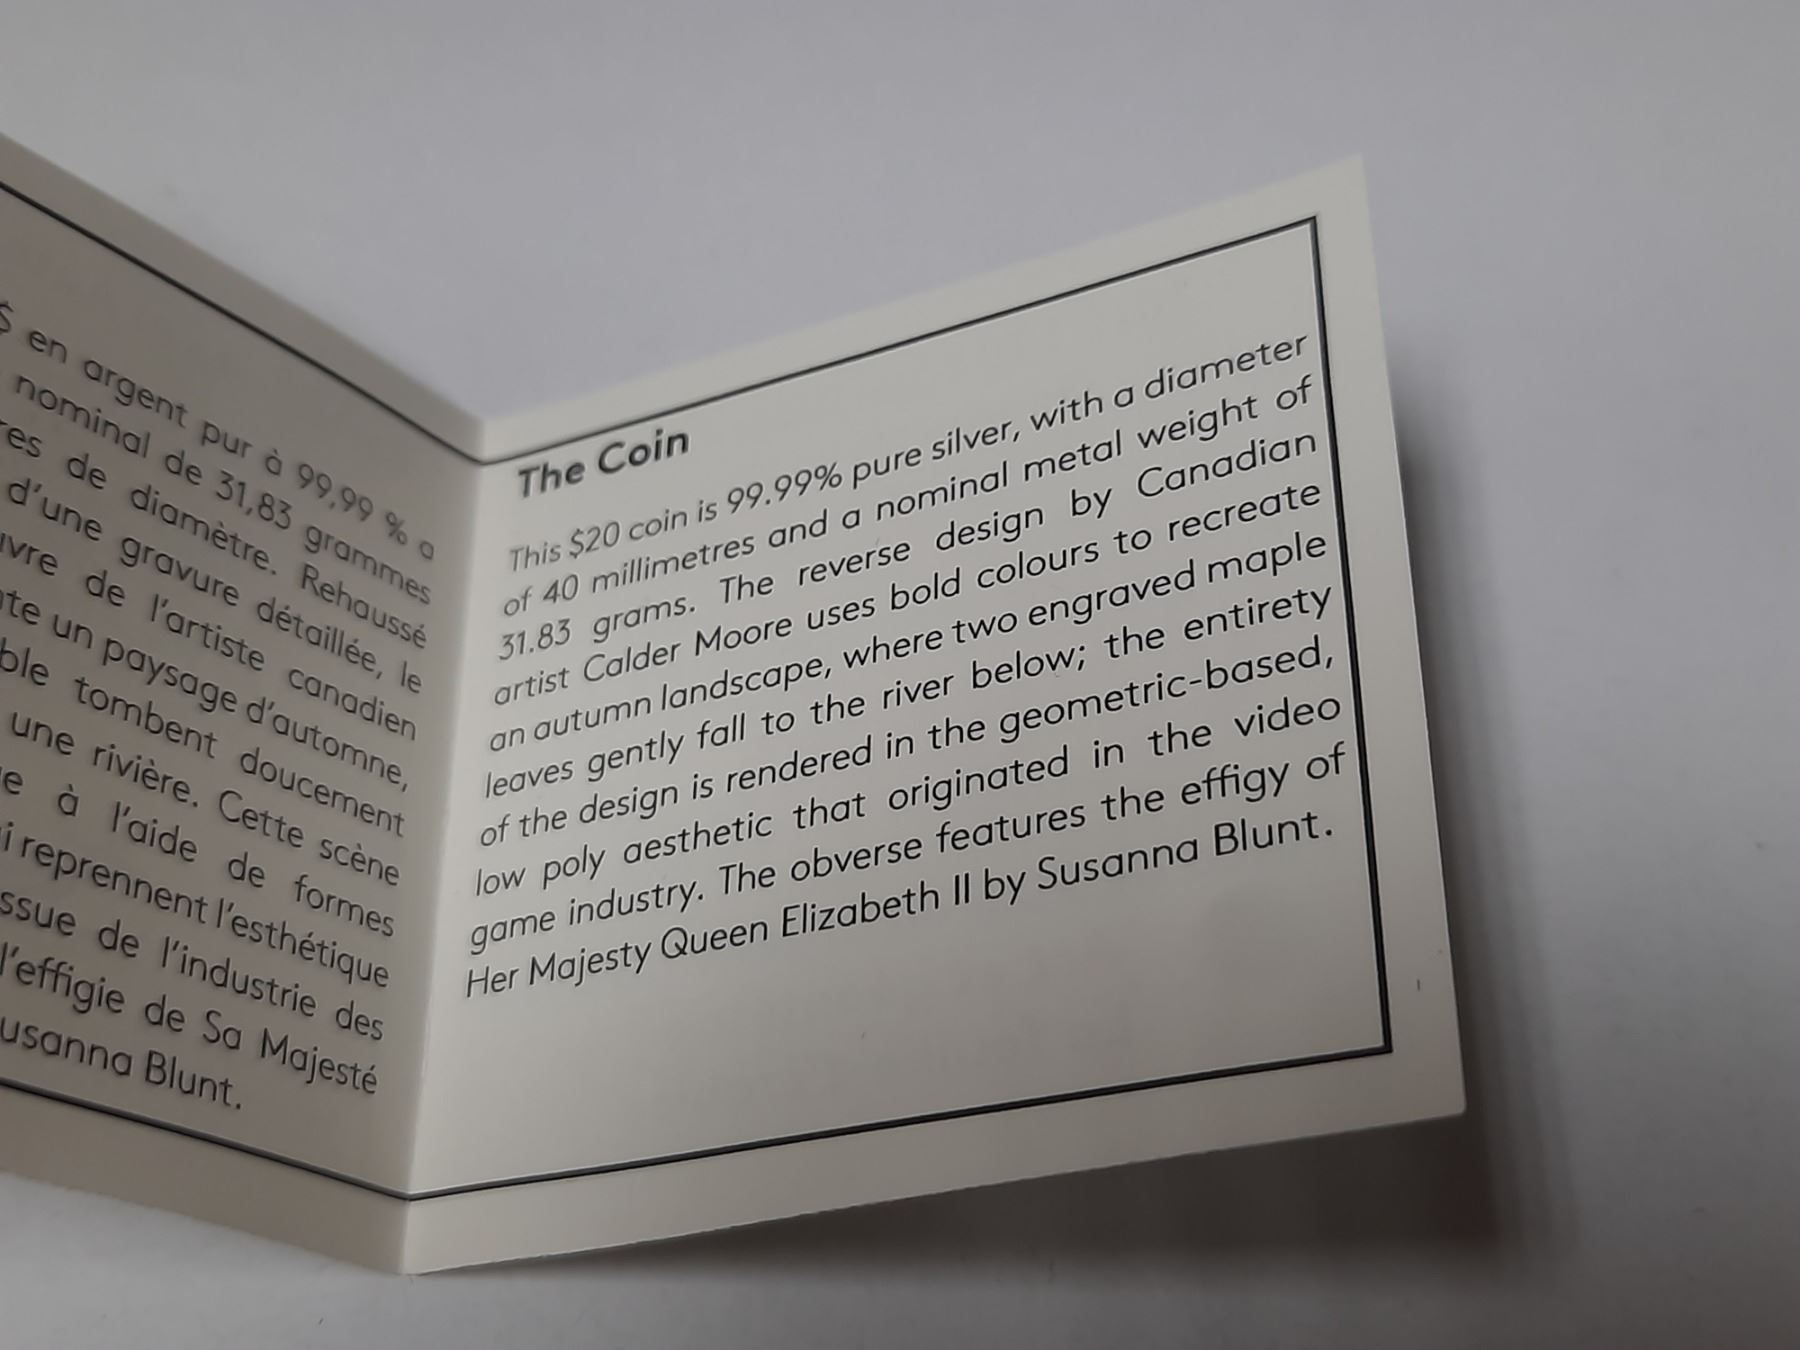 $ en argent pur à 99,99 % a
nominal de 31,83 grammes
de diamètre. Rehaussé
d'une gravure détaillée, le
de l'artiste canadien
un paysage d'automne,
tombent doucement
une rivière. Cette scène
à l'aide de formes
reprennent l'esthétique
de l'industrie des
l'effigie de Sa Majesté
Blunt.
The Coin
This $20 coin is 99.99% pure silver, with a diameter
of 40 millimetres and a nominal metal weight of
31.83 grams. The reverse design by Canadian
artist Calder Moore uses bold colours to recreate
an autumn landscape, where two engraved maple
leaves gently fall to the river below; the entirety
of the design is rendered in the geometric-based,
low poly aesthetic that originated in the video
game industry. The obverse features the effigy of
Her Majesty Queen Elizabeth II by Susanna Blunt.